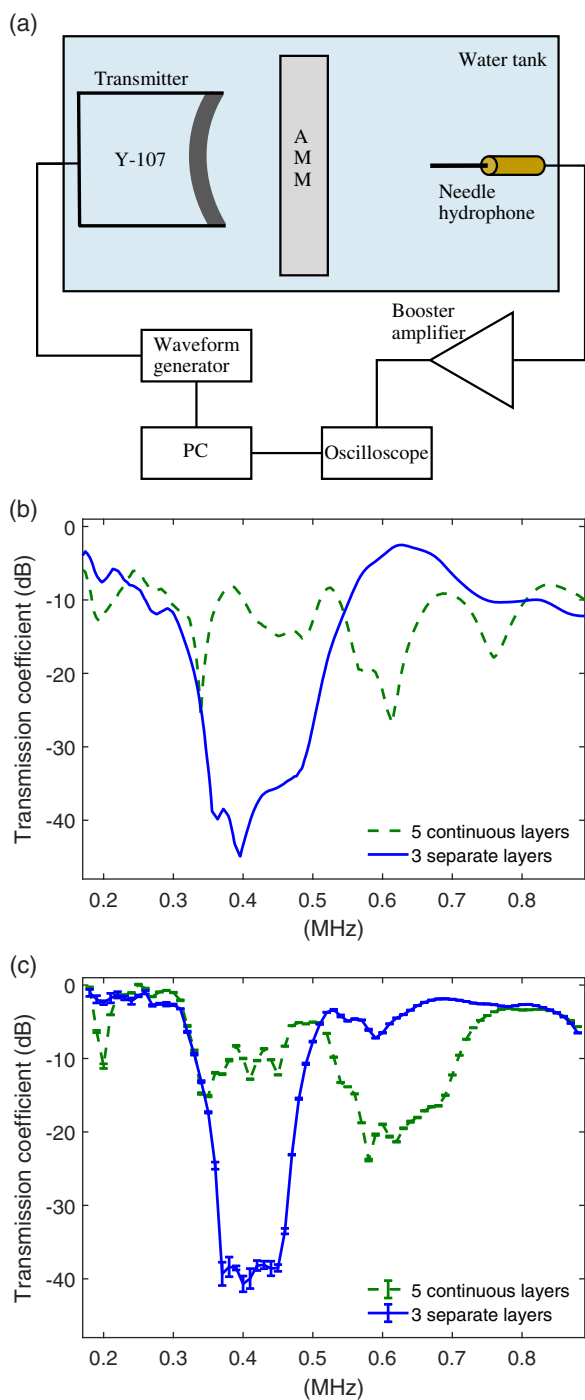 (a)
Transmitter
Water tank
Y-107
A
M
M
Needle
hydrophone
Booster
amplifier
Waveform
generator
PC
Oscilloscope
(b)
0
-10
-20
-30
-40
Transmission coefficient (dB)
5 continuous layers
3 separate layers
0.2 0.3 0.4 0.5 0.6 0.7 0.8
(MHz)
(c)
0
-10
-20
-30
-40
Transmission coefficient (dB)
5 continuous layers
3 separate layers
0.2 0.3 0.4 0.5 0.6 0.7 0.8
(MHz)